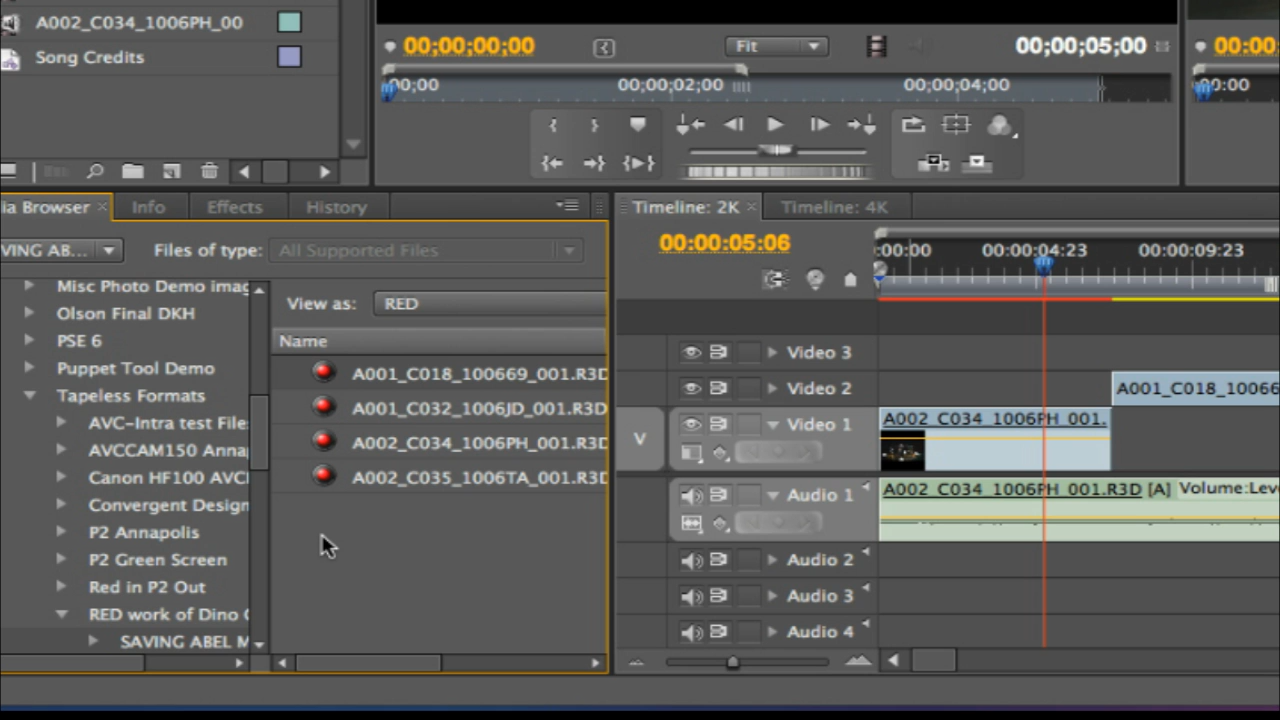 A002_C034_1006PH_00
Song Credits
00;00;00;00
Fit
00;00;05;00
00:00
00;00
00;00;02;00
00;00;04;00
00:00
ia Browser
Info
Effects
History
VING AB...
Files of type:
All Supported Files
Misc Photo Demo imag
Olson Final DKH
PSE 6
Puppet Tool Demo
Tapeless Formats
AVC-Intra test File
AVCCAM150 Anna
Canon HF100 AVC
Convergent Design
P2 Annapolis
P2 Green Screen
Red in P2 Out
RED work of Dino
SAVING ABEL M
View as:
RED
Name
A001_C018_100669_001.R3D
A001_C032_1006JD_001.R3D
A002_C034_1006PH_001.R3D
A002_C035_1006TA_001.R3D
Timeline: 2K
Timeline: 4K
00:00:05:06
:00:00
00:00:04:23
00:00:09:23
Video 3
Video 2
A001_C018_10066
V
Video 1
A002_C034_1006PH_001.
Audio 1
A002_C034_1006PH_001.R3D [A] Volume:Leve
Audio 2
Audio 3
Audio 4